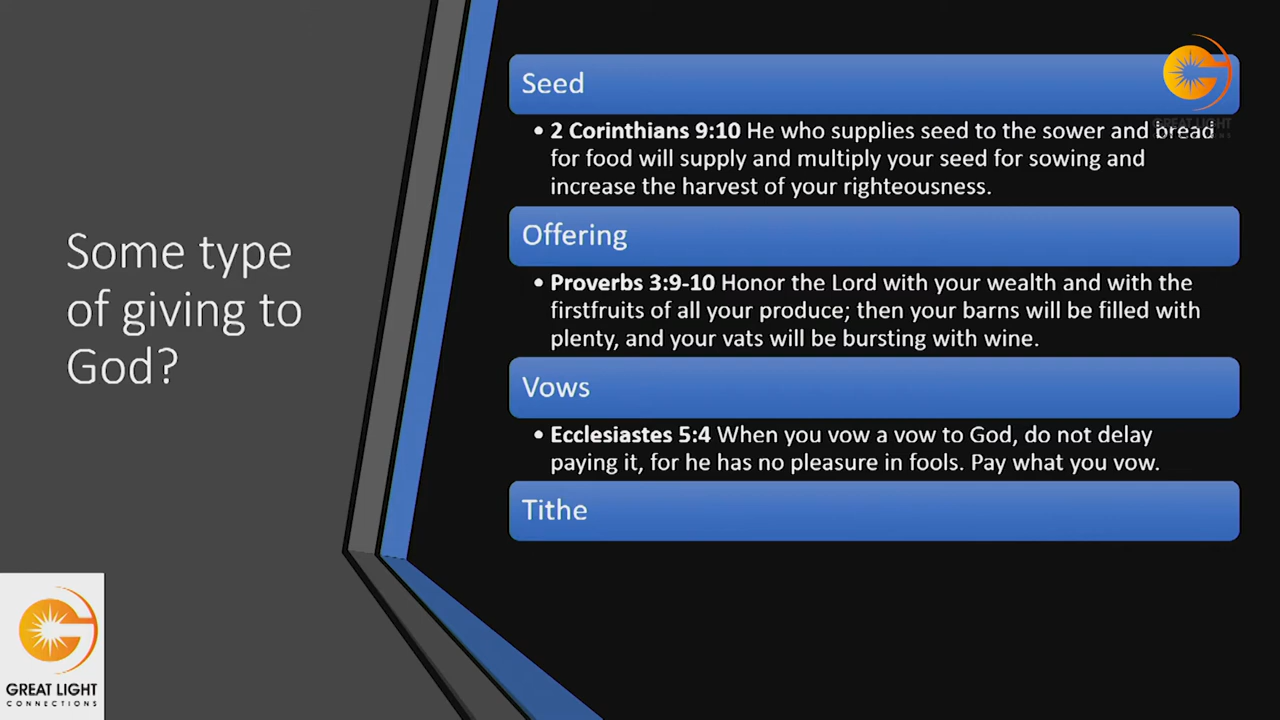 Some type
of giving to
God?
Seed
• 2 Corinthians 9:10 He who supplies seed to the sower and bread
for food will supply and multiply your seed for sowing and
increase the harvest of your righteousness.
Offering
• Proverbs 3:9-10 Honor the Lord with your wealth and with the
firstfruits of all your produce; then your barns will be filled with
plenty, and your vats will be bursting with wine.
Vows
• Ecclesiastes 5:4 When you vow a vow to God, do not delay
paying it, for he has no pleasure in fools. Pay what you vow.
Tithe
GREAT LIGHT
CONNECTIONS
GREAT LIGHT
CONNECTIONS